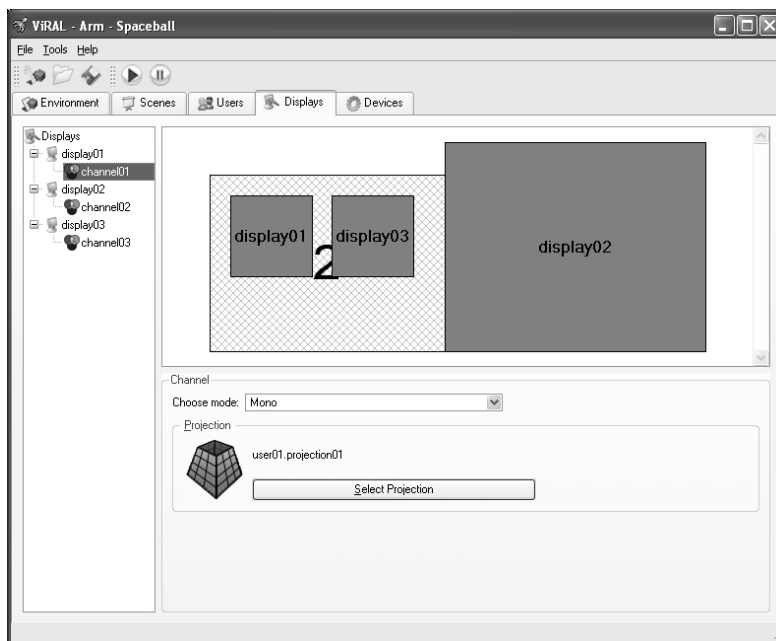 ViRAL - Arm - Spaceball
File Tools Help
Environment Scenes Users Displays Devices
Displays
display01
channel01
display02
channel02
display03
channel03
display01 display03 display02
2
Channel
Choose mode: Mono
Projection
user01.projection01
Select Projection